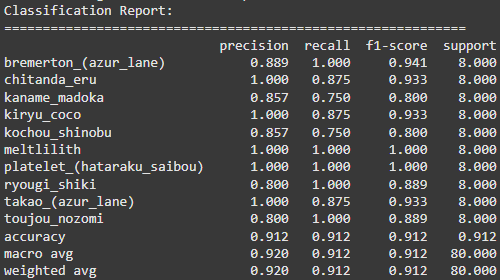 Classification Report:
============================================================
precision recall f1-score support
bremerton_(azur_lane) 0.889 1.000 0.941 8.000
chitanda_eru 1.000 0.875 0.933 8.000
kaname_madoka 0.857 0.750 0.800 8.000
kiryu_coco 1.000 0.875 0.933 8.000
kochou_shinobu 0.857 0.750 0.800 8.000
meltlilith 1.000 1.000 1.000 8.000
platelet_(hataraku_saibou) 1.000 1.000 1.000 8.000
ryougi_shiki 0.800 1.000 0.889 8.000
takao_(azur_lane) 1.000 0.875 0.933 8.000
toujou_nozomi 0.800 1.000 0.889 8.000
accuracy 0.912 0.912 0.912 0.912
macro avg 0.920 0.912 0.912 80.000
weighted avg 0.920 0.912 0.912 80.000